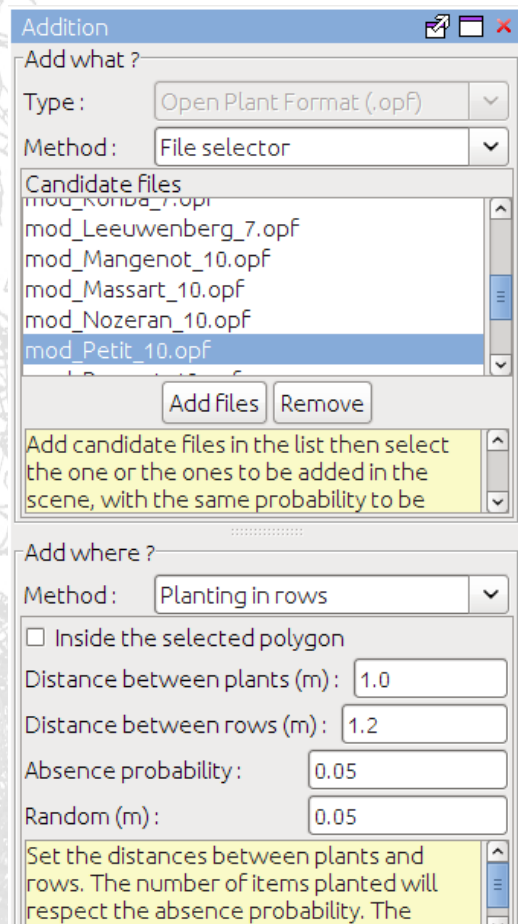 Addition
Add what ?
Type : Open Plant Format (.opf)
Method : File selector
Candidate files
mod_Koriba_7.opf
mod_Leeuwenberg_7.opf
mod_Mangenot_10.opf
mod_Massart_10.opf
mod_Nozeran_10.opf
mod_Petit_10.opf
Add files Remove
Add candidate files in the list then select
the one or the ones to be added in the
scene, with the same probability to be
Add where ?
Method : Planting in rows
Inside the selected polygon
Distance between plants (m) : 1.0
Distance between rows (m) : 1.2
Absence probability : 0.05
Random (m) : 0.05
Set the distances between plants and
rows. The number of items planted will
respect the absence probability. The